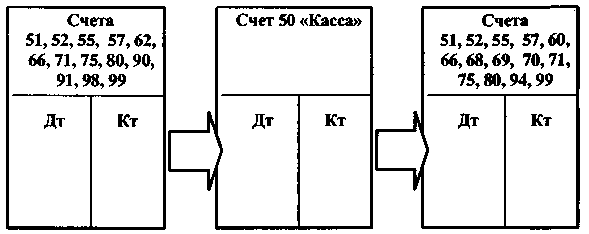 Счета
51, 52, 55, 57, 62,
66, 71, 75, 80, 90,
91, 98, 99
Дт Кт
Счет 50 «Касса»
Дт Кт
Счета
51, 52, 55, 57, 60,
66, 68, 69, 70, 71,
75, 80, 94, 99
Дт Кт